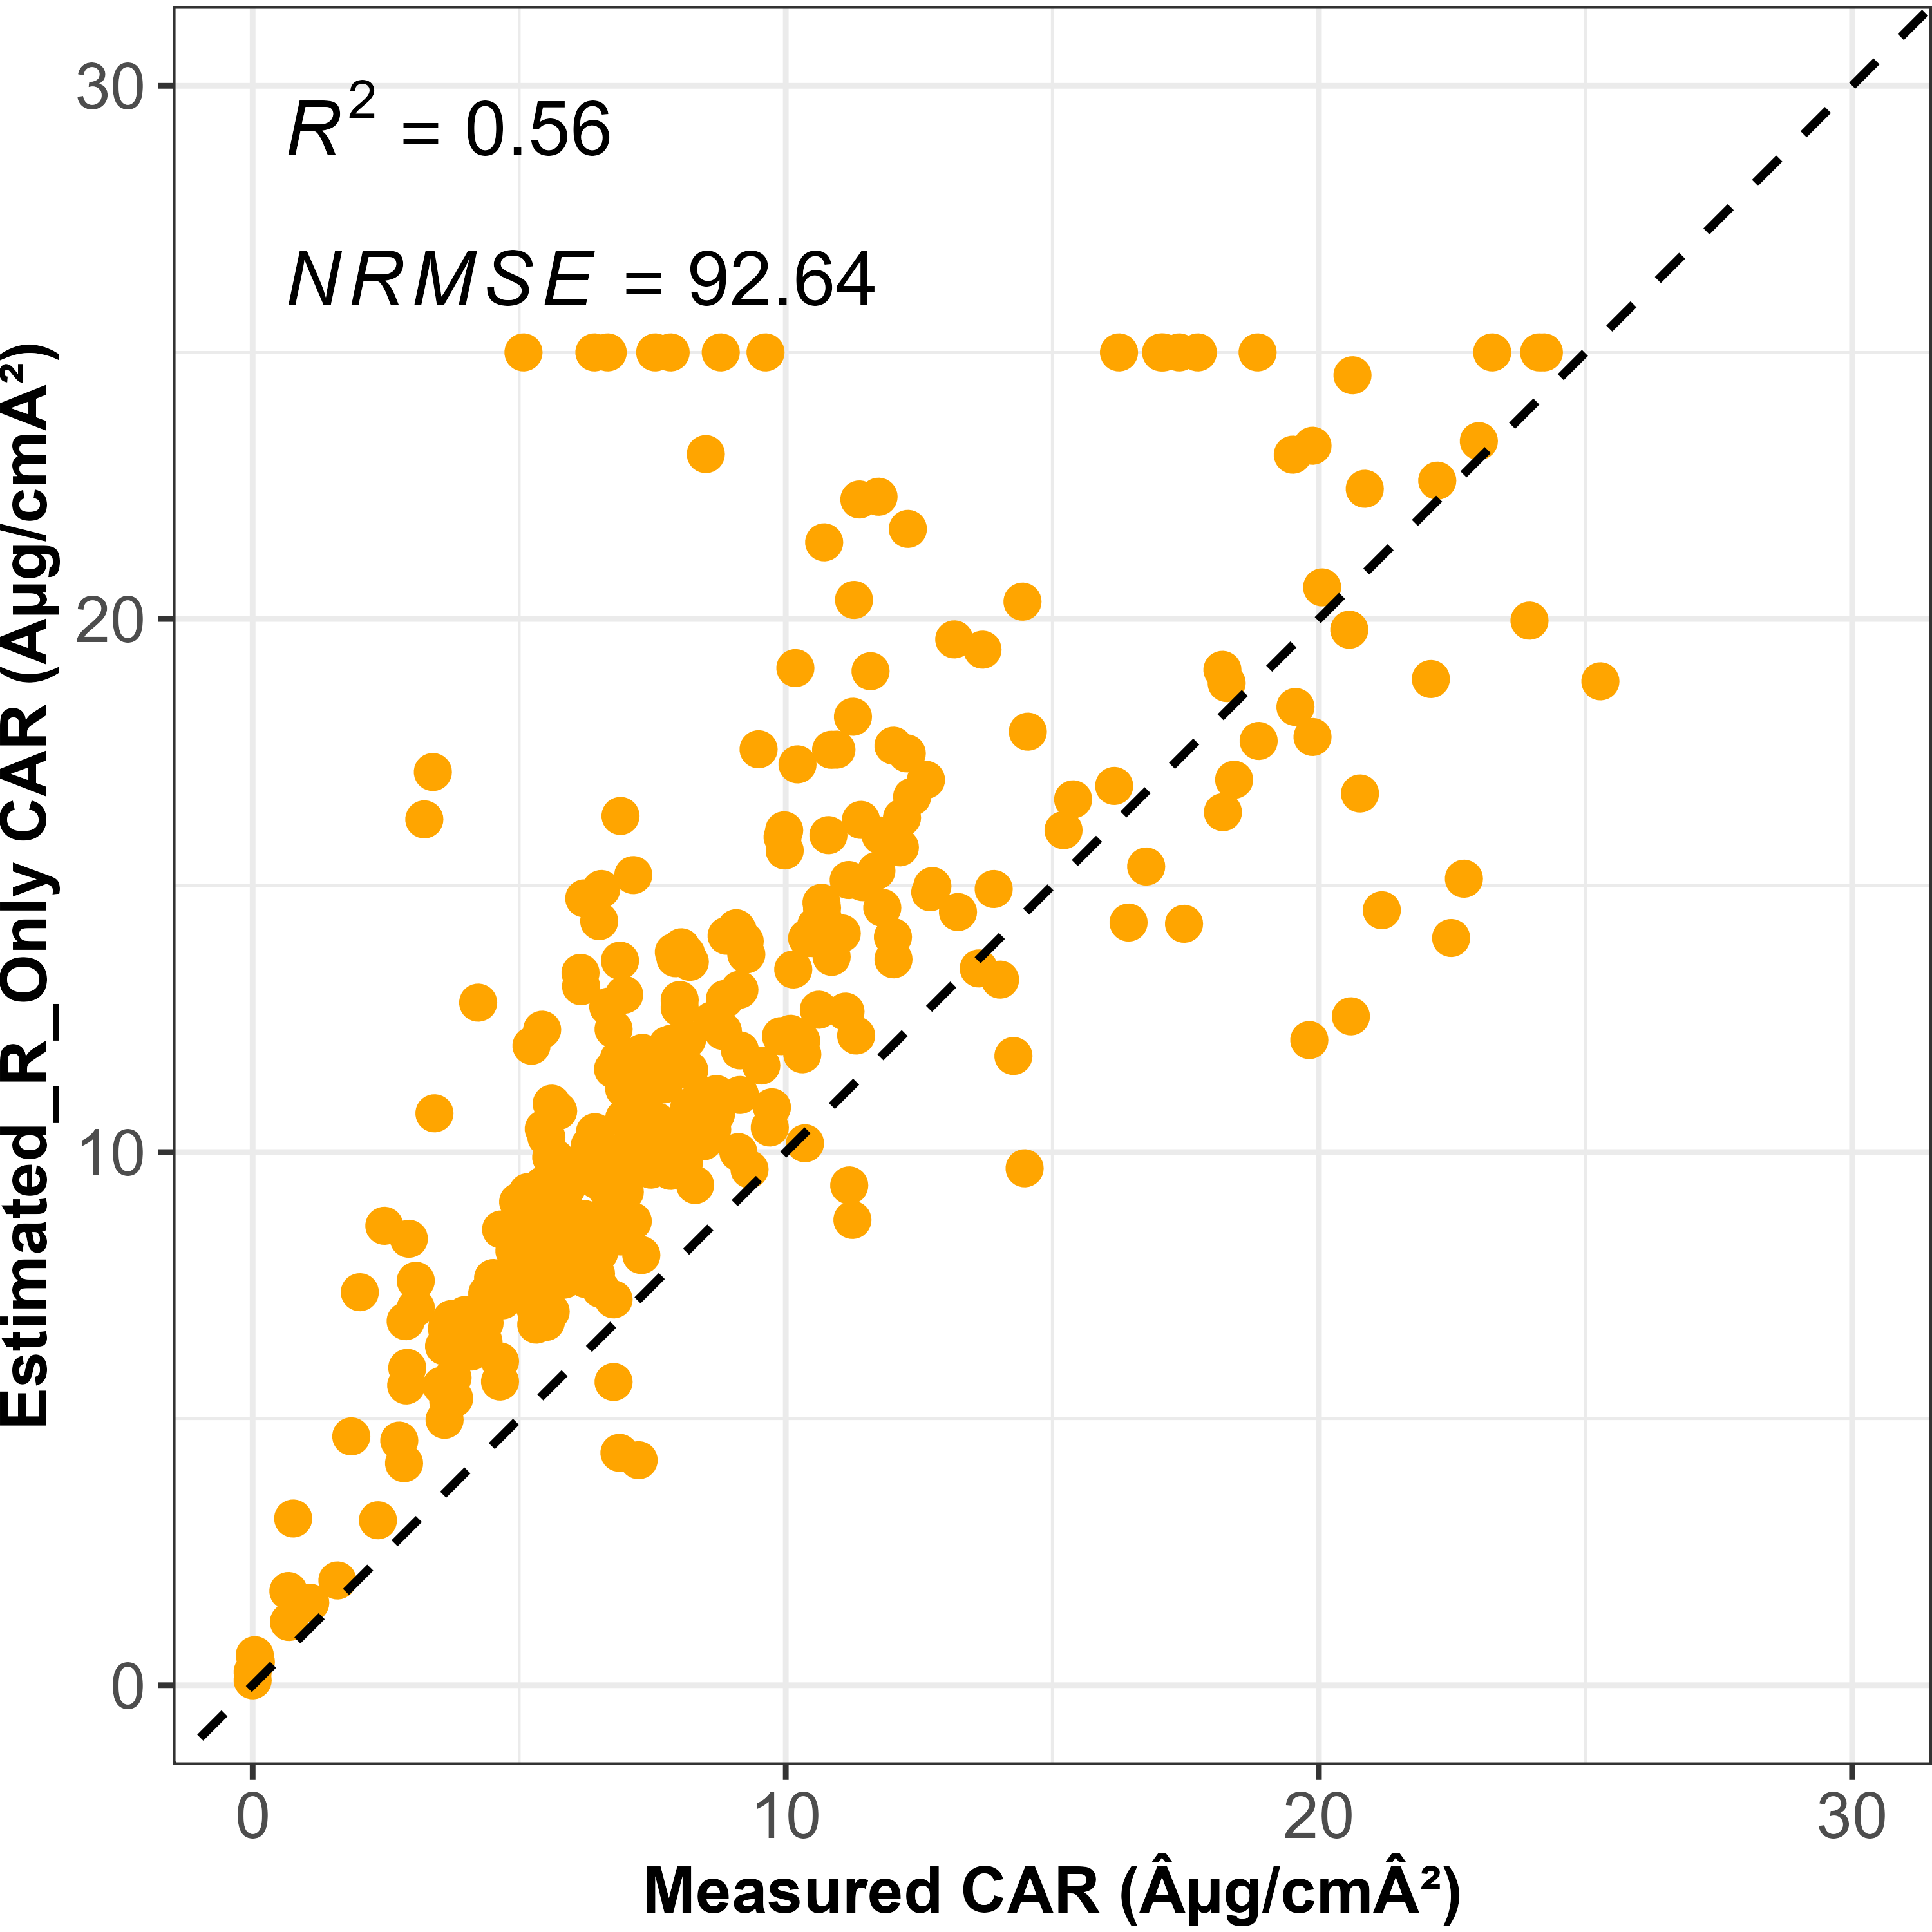 R² = 0.56
NRMSE = 92.64
Estimated_R_Only CAR (Âµg/cmÂ²)
30
20
10
0
0 10 20 30
Measured CAR (Âµg/cmÂ²)